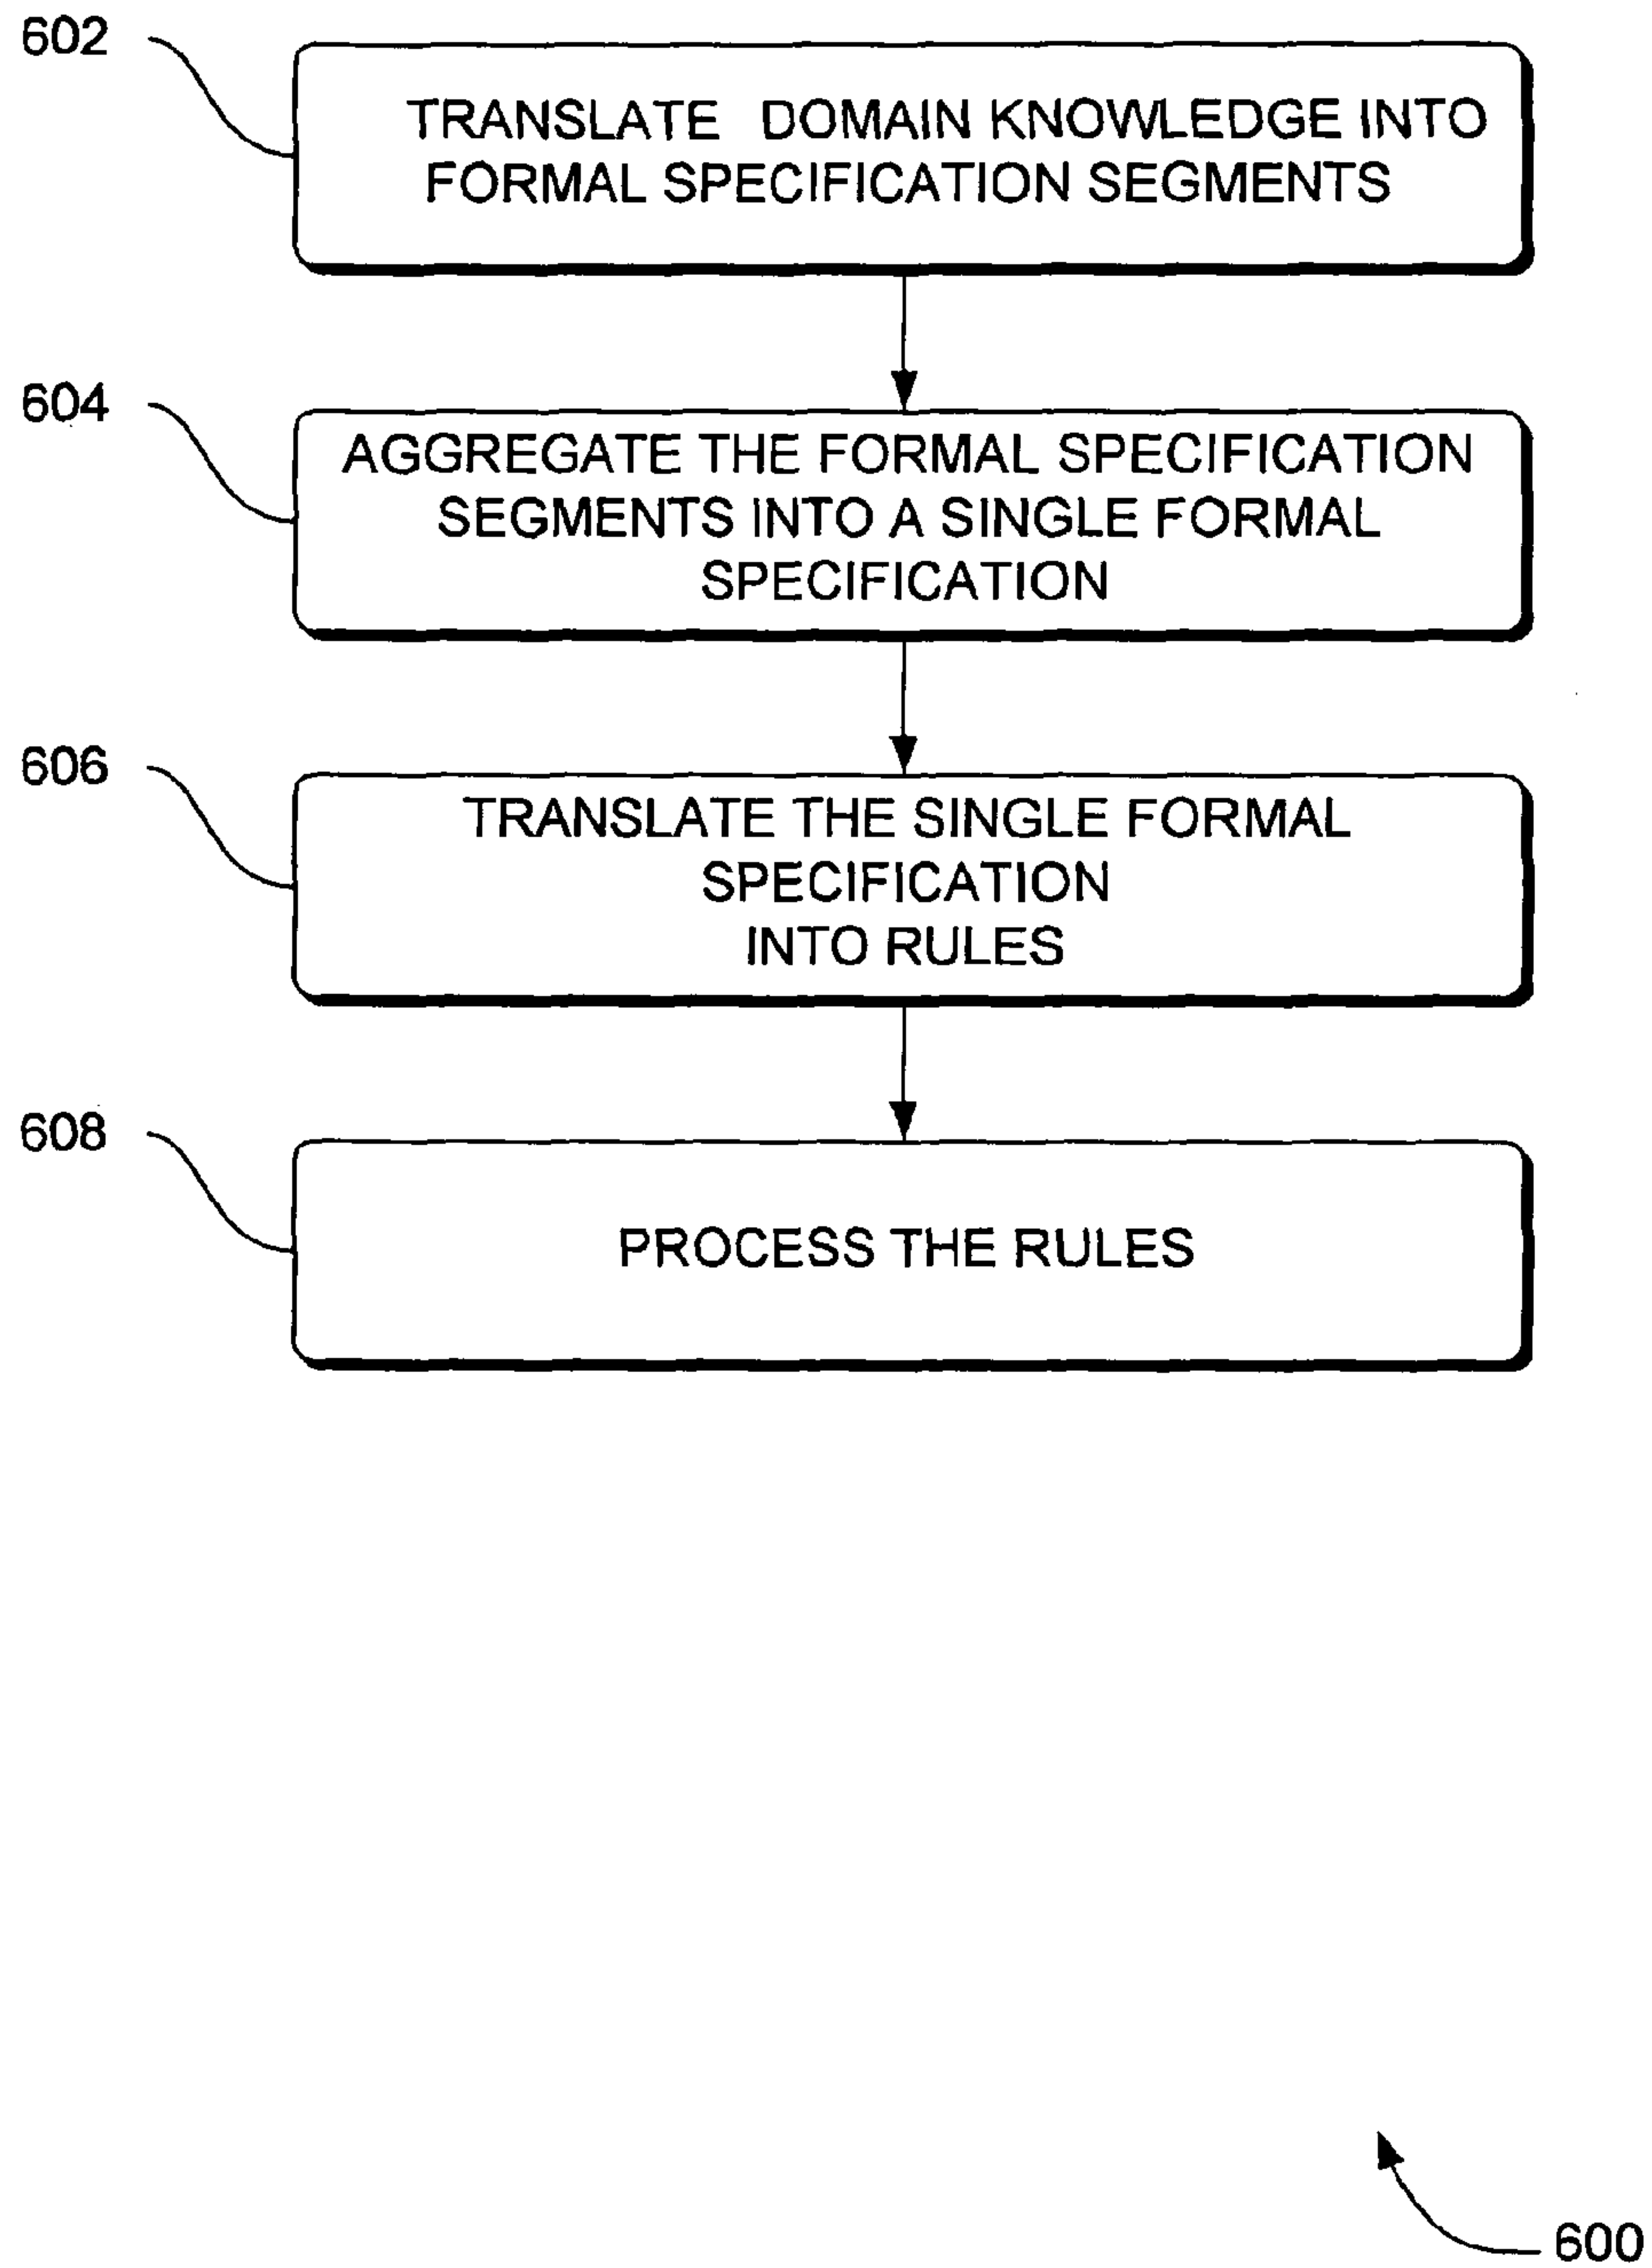 602
TRANSLATE DOMAIN KNOWLEDGE INTO
FORMAL SPECIFICATION SEGMENTS
604
AGGREGATE THE FORMAL SPECIFICATION
SEGMENTS INTO A SINGLE FORMAL
SPECIFICATION
606
TRANSLATE THE SINGLE FORMAL
SPECIFICATION
INTO RULES
608
PROCESS THE RULES
600